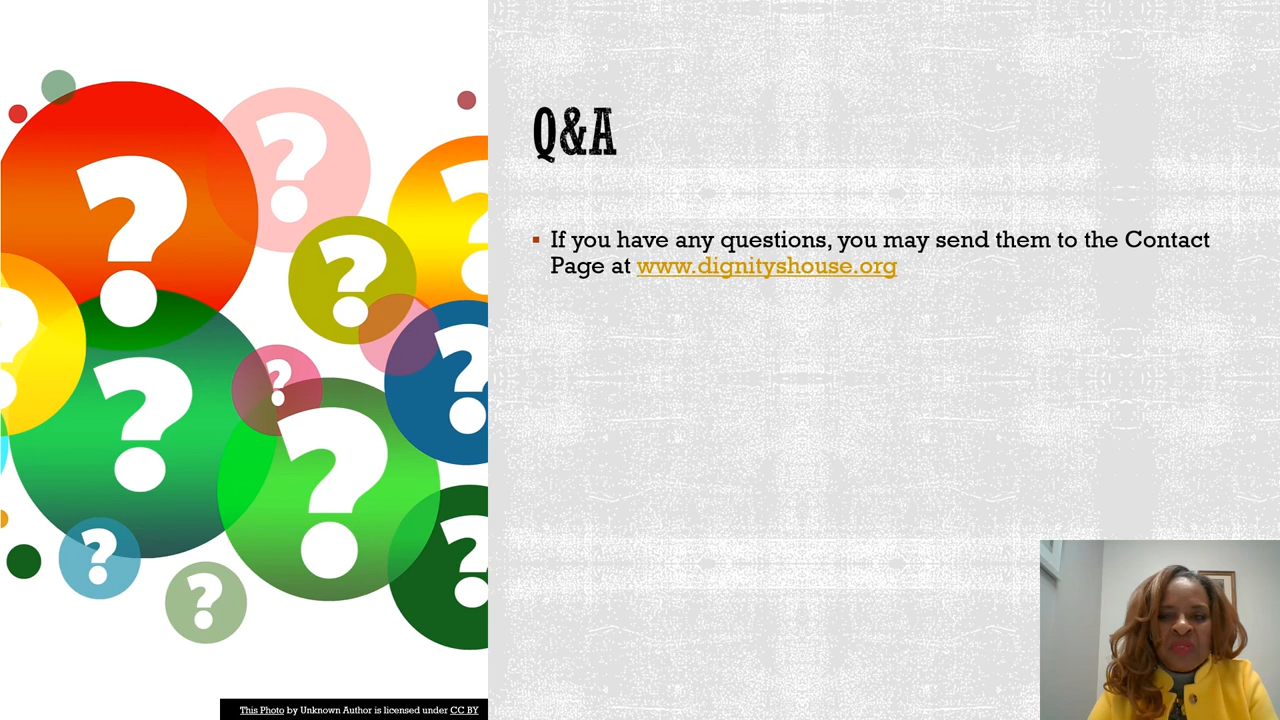 Q&A
▪ If you have any questions, you may send them to the Contact
Page at www.dignityshouse.org
? ? ? ? ? ? ? ? ? ? ? ?
This Photo by Unknown Author is licensed under CC BY